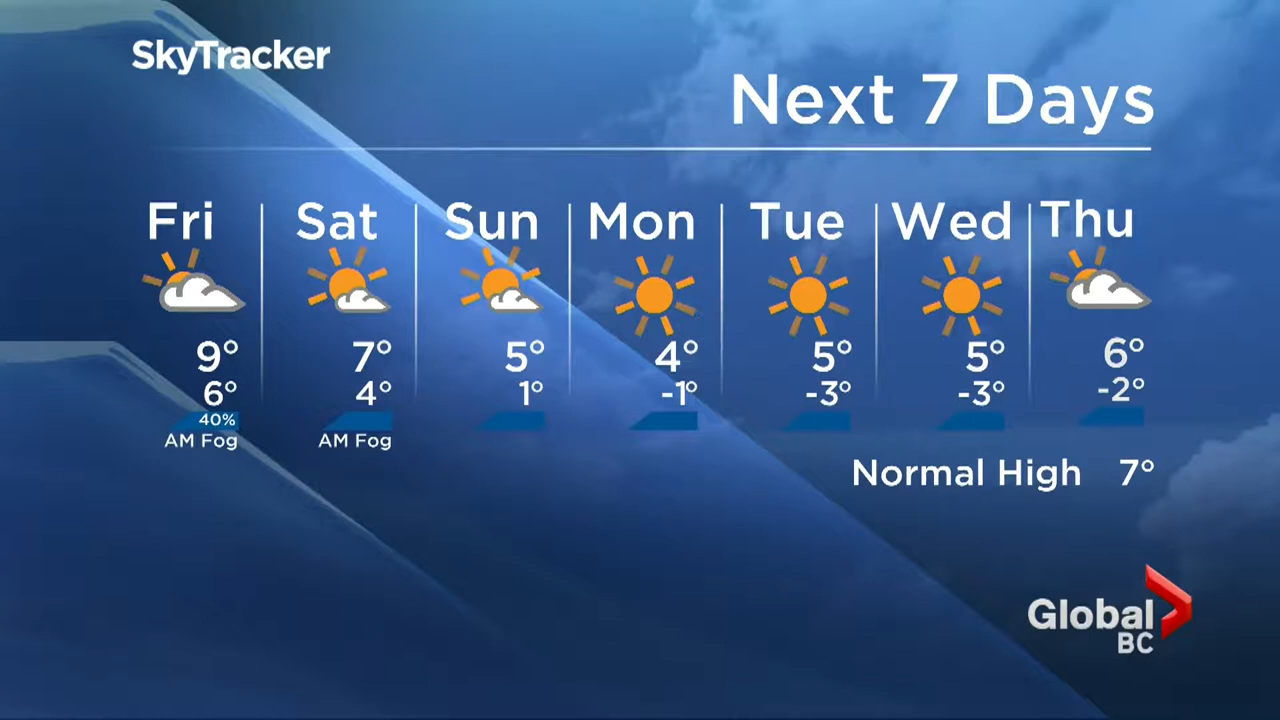 SkyTracker
Next 7 Days
Fri Sat Sun Mon Tue Wed Thu
9° 7° 5° 4° 5° 5° 6°
6° 4° 1° -1° -3° -3° -2°
40%
AM Fog AM Fog
Normal High 7°
Global
BC